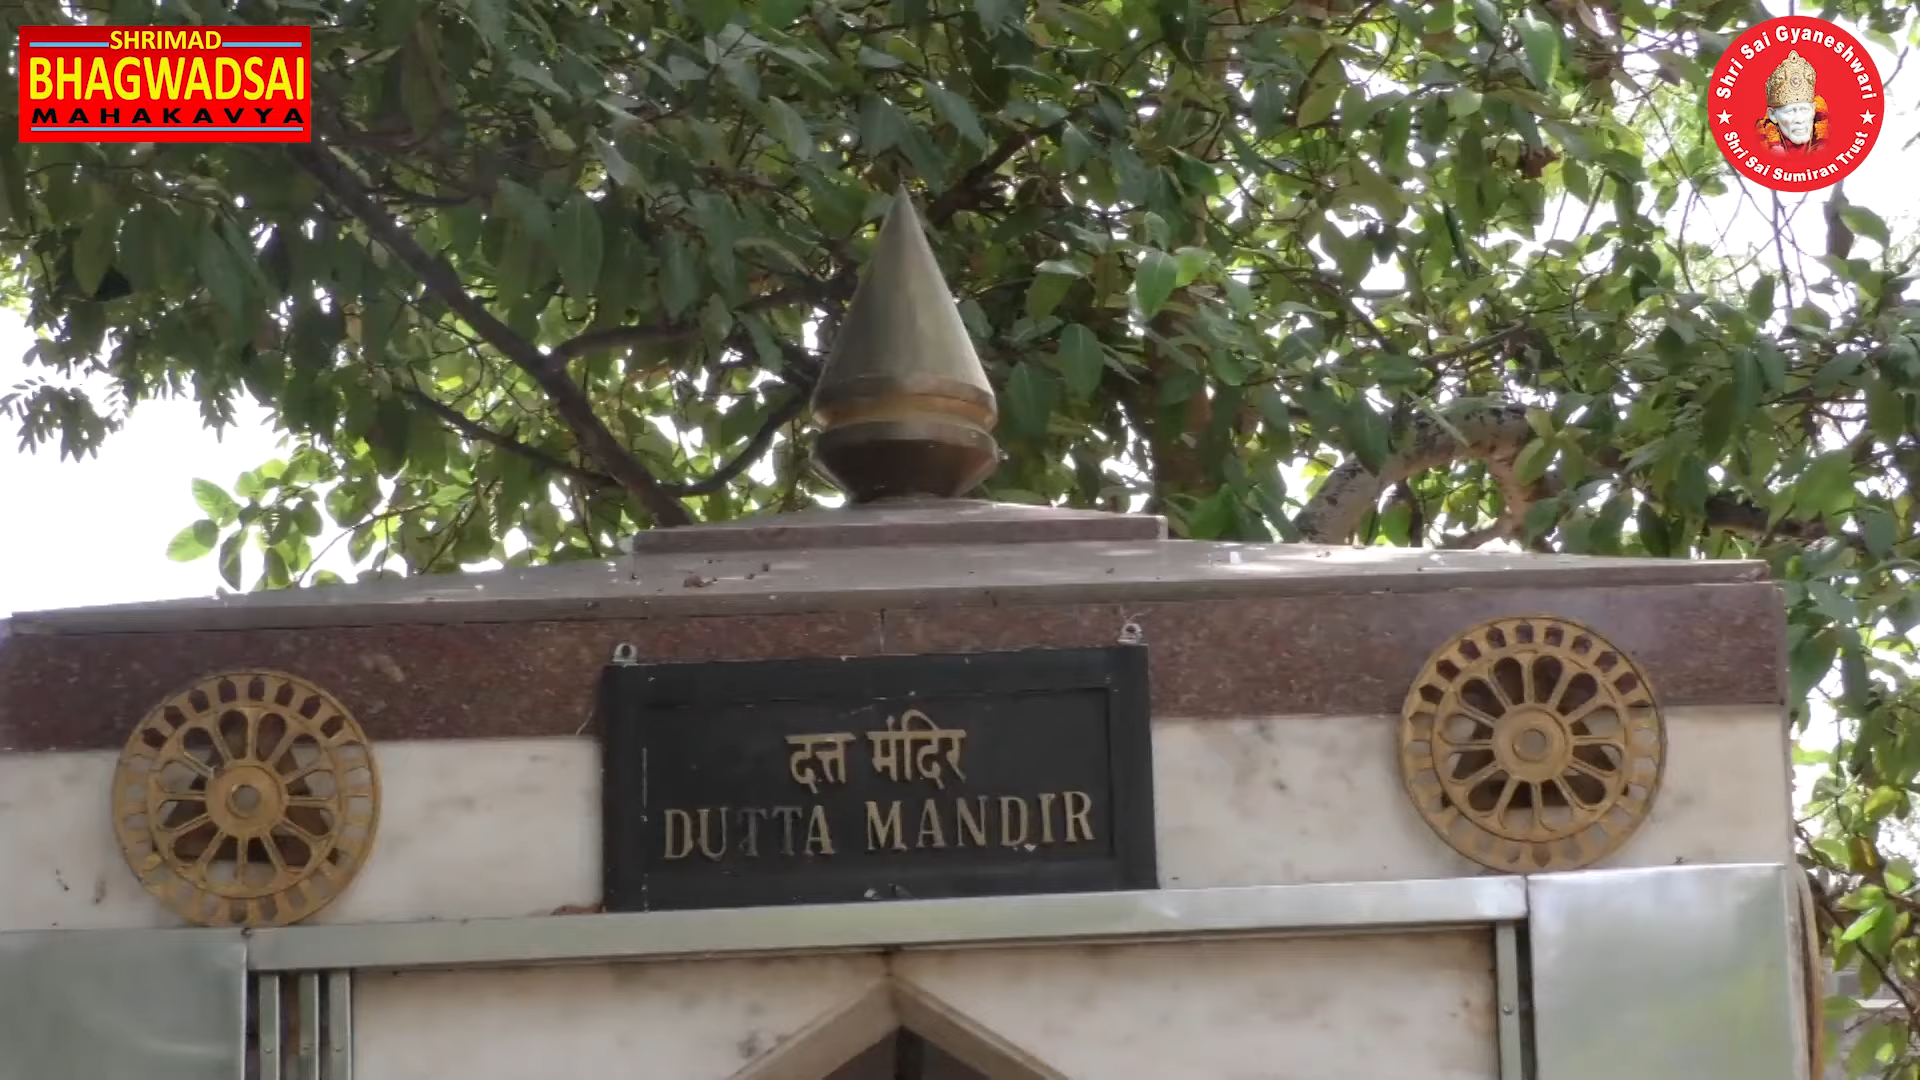 SHRIMAD
BHAGWADSAI
MAHAKAVYA
Shri Sai Gyaneshwari
★ Shri Sai Sumiran Trust ★
दत्त मंदिर
DUTTA MANDIR